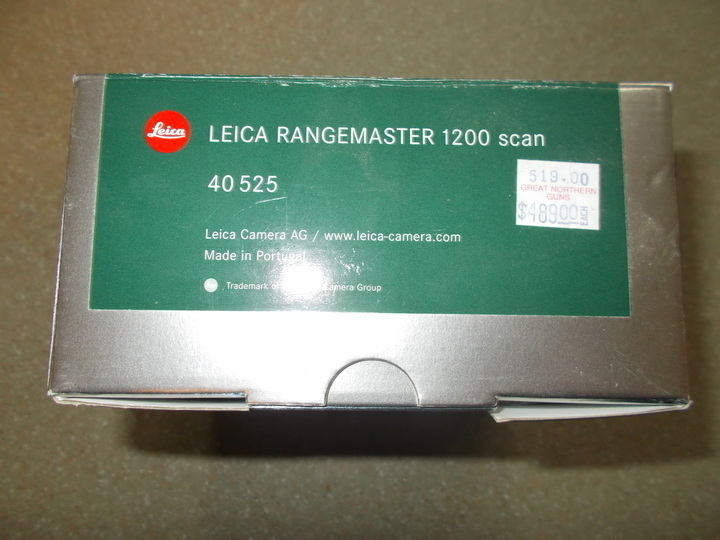 Leica
LEICA RANGEMASTER 1200 scan
40 525
519.00
GREAT NORTHERN
GUNS
$489.00 EACH
Leica Camera AG / www.leica-camera.com
Made in Portugal
Trademark of Camera Group